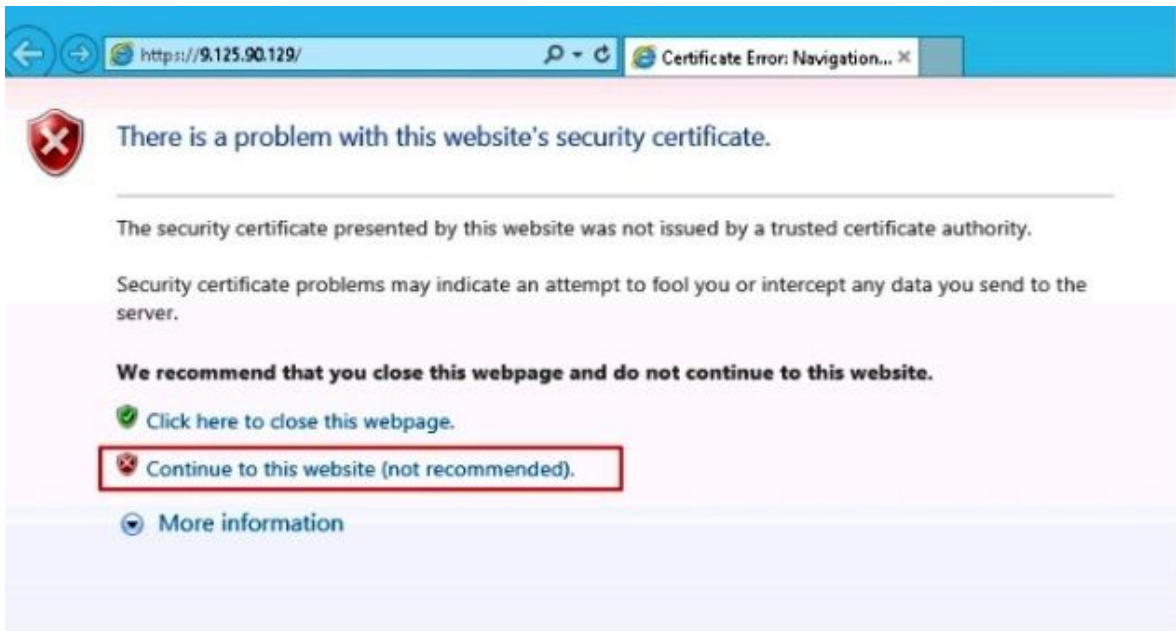 https://9.125.90.129/
Certificate Error: Navigation...
There is a problem with this website's security certificate.
The security certificate presented by this website was not issued by a trusted certificate authority.
Security certificate problems may indicate an attempt to fool you or intercept any data you send to the
server.
We recommend that you close this webpage and do not continue to this website.
Click here to close this webpage.
Continue to this website (not recommended).
More information